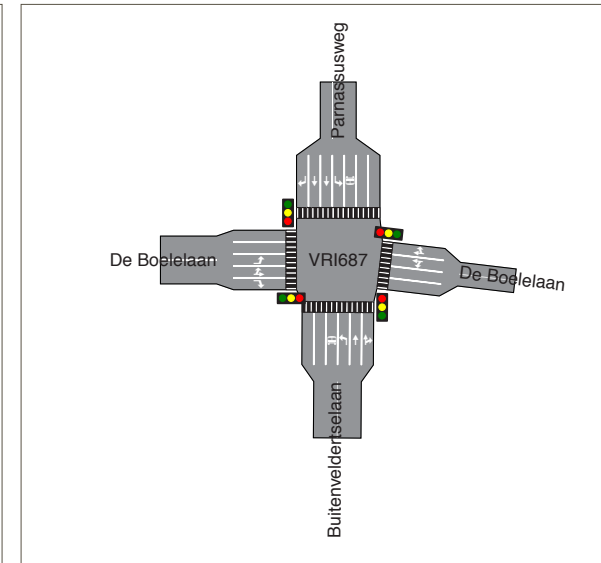 Parnassusweg
De Boelelaan
VRI687
De Boelelaan
Buitenveldertselaan